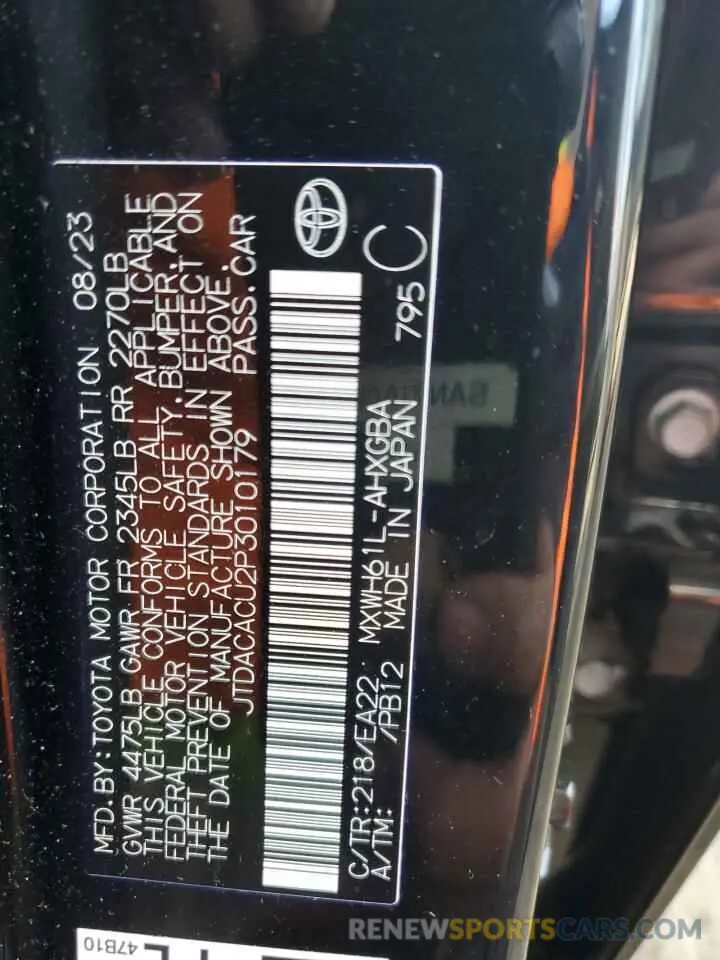 MFD.BY:TOYOTA MOTOR CORPORATION 08/23
GVWR 4475LB GAWR FR 2345LB RR 2270LB
THIS VEHICLE CONFORMS TO ALL APPLICABLE
FEDERAL MOTOR VEHICLE SAFETY,BUMPER,AND
THEFT PREVENTION STANDARDS IN EFFECT ON
THE DATE OF MANUFACTURE SHOWN ABOVE.
JTDACACU2P3010179 PASS.CAR
C/TR:218/EA22 MXWH61L-AHXGBA 795 C
A/TM: /PB12 MADE IN JAPAN
47B10
RENEWSPORTSCARS.COM